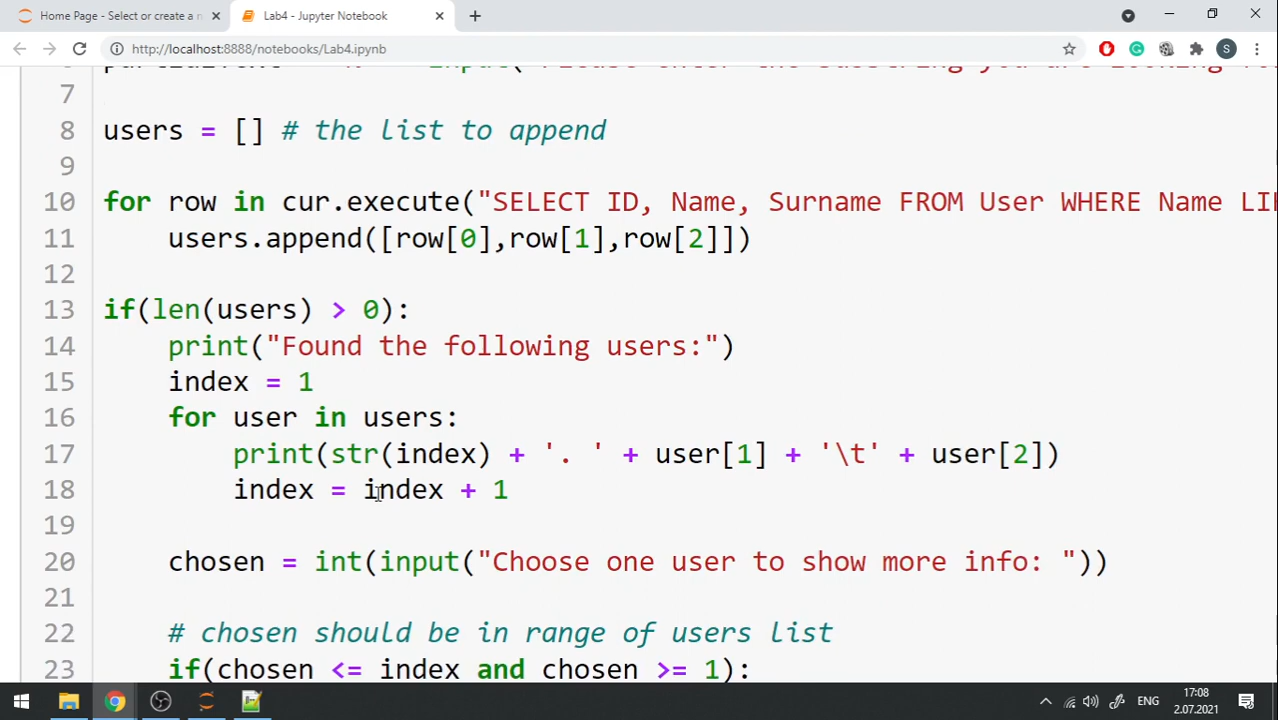 Home Page - Select or create a n
Lab4 - Jupyter Notebook
http://localhost:8888/notebooks/Lab4.ipynb
S
7
8 users = [] # the list to append
9
10 for row in cur.execute("SELECT ID, Name, Surname FROM User WHERE Name LI
11 users.append([row[0],row[1],row[2]])
12
13 if(len(users) > 0):
14 print("Found the following users:")
15 index = 1
16 for user in users:
17 print(str(index) + '. ' + user[1] + '\t' + user[2])
18 index = index + 1
19
20 chosen = int(input("Choose one user to show more info: "))
21
22 # chosen should be in range of users list
23 if(chosen <= index and chosen >= 1):
ENG
17:08
2.07.2021